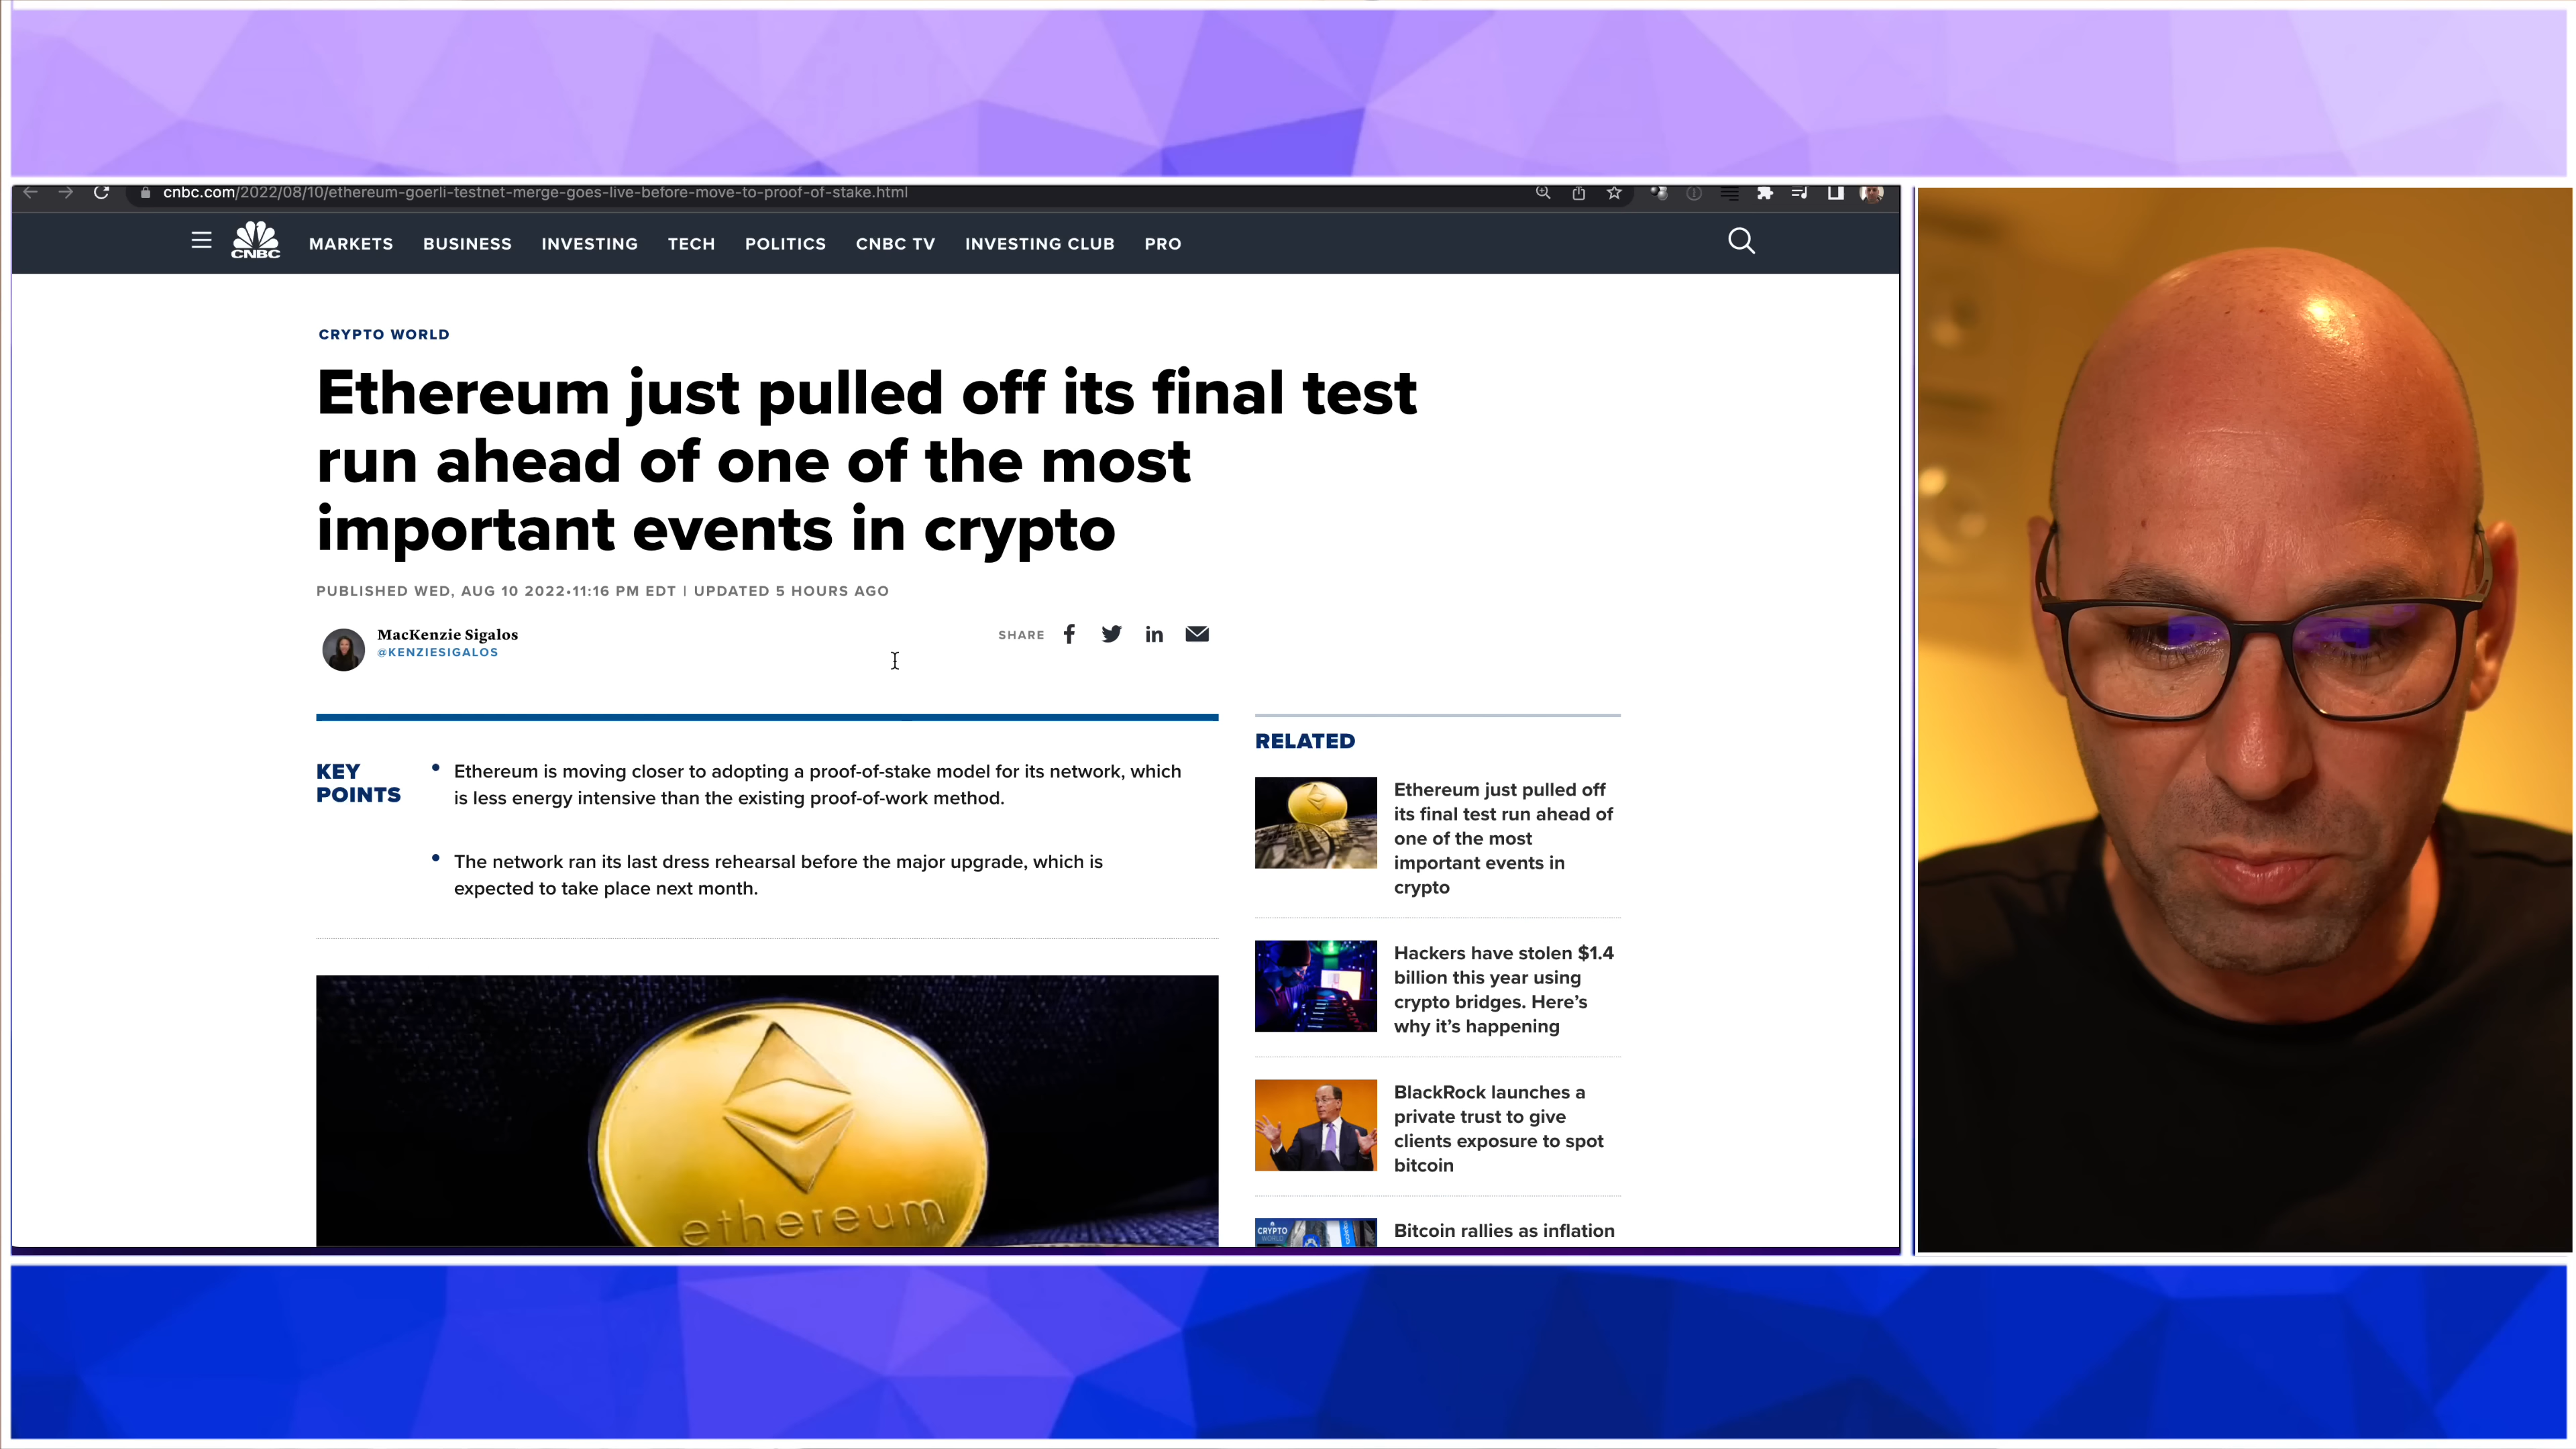 cnbc.com/2022/08/10/ethereum-goerli-testnet-merge-goes-live-before-move-to-proof-of-stake.html
CNBC
MARKETS BUSINESS INVESTING TECH POLITICS CNBC TV INVESTING CLUB PRO
CRYPTO WORLD
Ethereum just pulled off its final test
run ahead of one of the most
important events in crypto
PUBLISHED WED, AUG 10 2022•11:16 PM EDT | UPDATED 5 HOURS AGO
MacKenzie Sigalos
@KENZIESIGALOS
SHARE
KEY
POINTS
• Ethereum is moving closer to adopting a proof-of-stake model for its network, which
is less energy intensive than the existing proof-of-work method.
• The network ran its last dress rehearsal before the major upgrade, which is
expected to take place next month.
ethereum
RELATED
Ethereum just pulled off
its final test run ahead of
one of the most
important events in
crypto
Hackers have stolen $1.4
billion this year using
crypto bridges. Here's
why it's happening
BlackRock launches a
private trust to give
clients exposure to spot
bitcoin
CRYPTO
WORLD
Bitcoin rallies as inflation